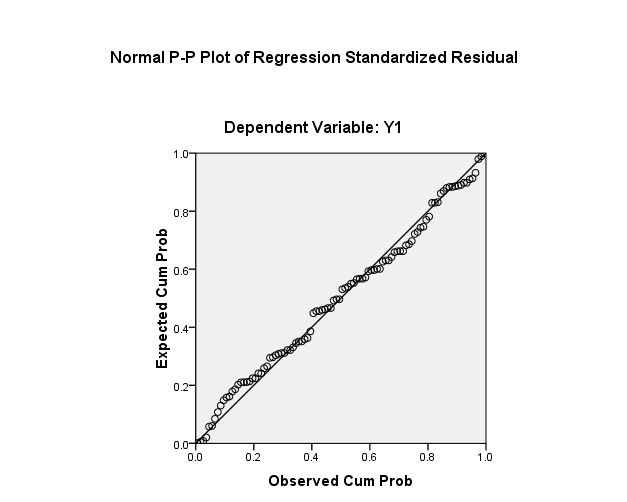 Normal P-P Plot of Regression Standardized Residual
Dependent Variable: Y1
1.0
0.8
0.6
0.4
0.2
0.0
Expected Cum Prob
0.0 0.2 0.4 0.6 0.8 1.0
Observed Cum Prob